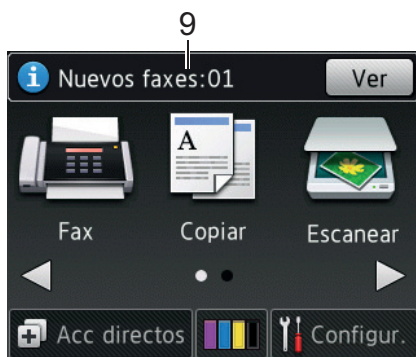 9
Nuevos faxes:01 Ver
A
Fax Copiar Escanear
Acc directos Configur.